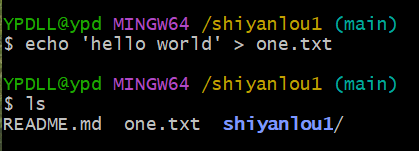 YPDLL@ypd MINGW64 /shiyanlou1 (main)
$ echo 'hello world' > one.txt
YPDLL@ypd MINGW64 /shiyanlou1 (main)
$ ls
README.md  one.txt  shiyanlou1/